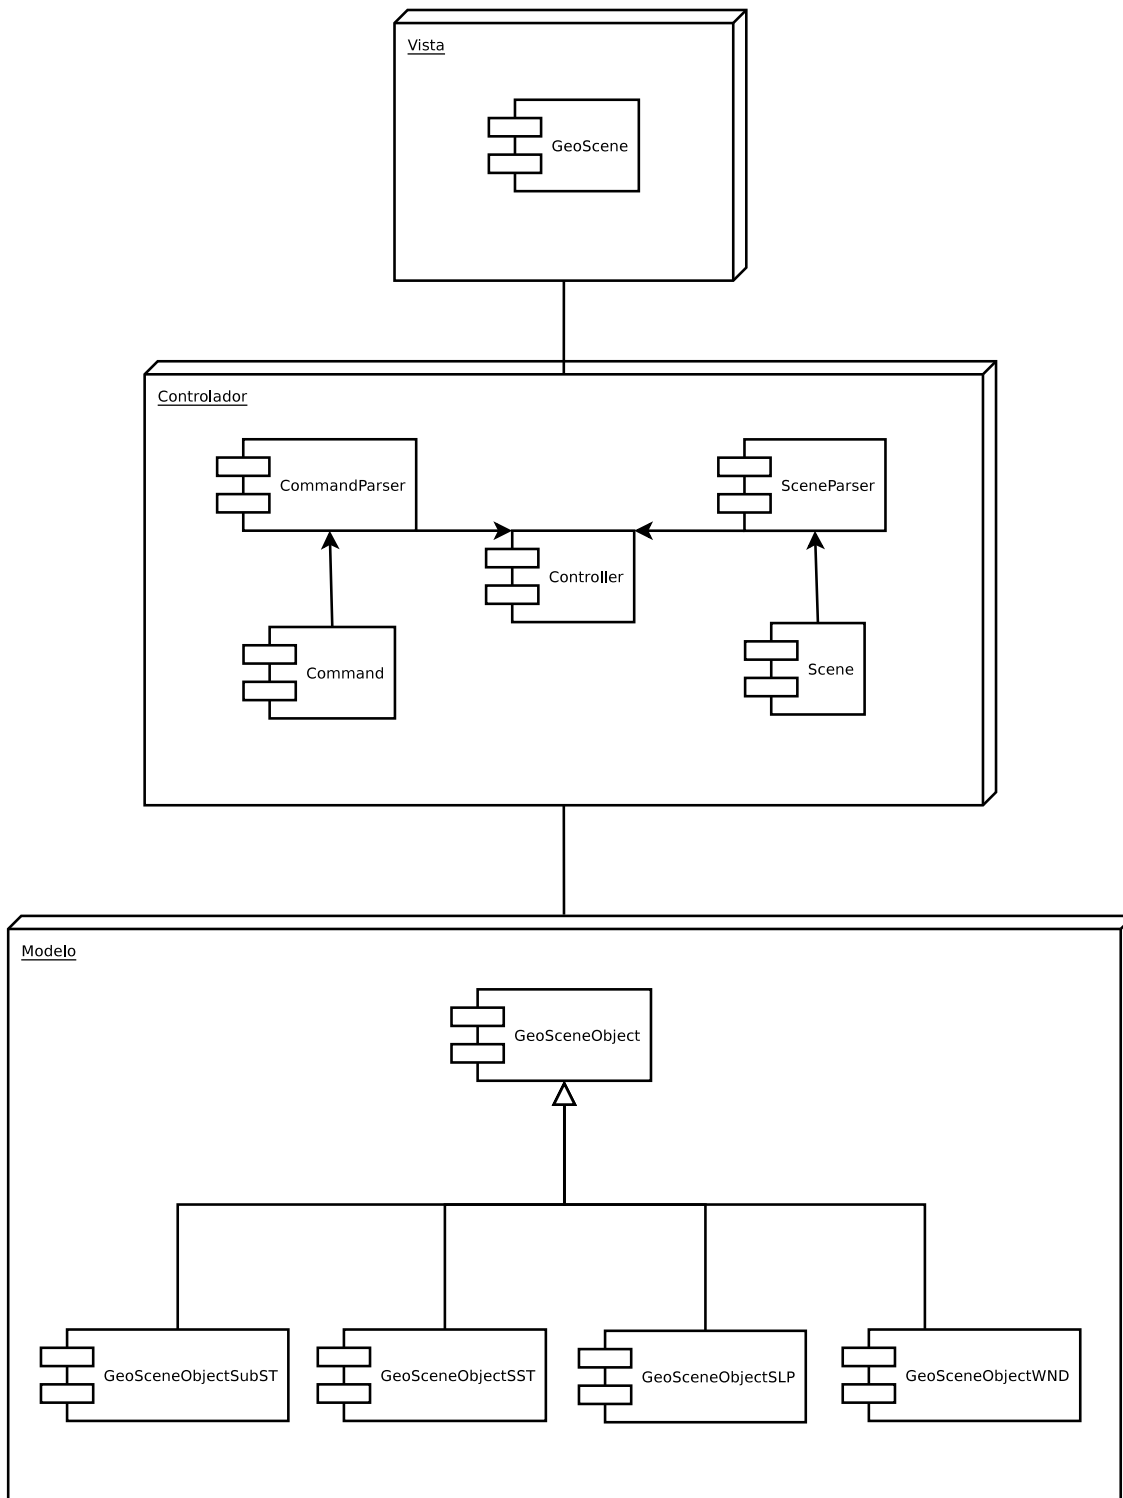 Vista
GeoScene
Controlador
CommandParser
SceneParser
Controller
Command
Scene
Modelo
GeoSceneObject
GeoSceneObjectSubST
GeoSceneObjectSST
GeoSceneObjectSLP
GeoSceneObjectWND